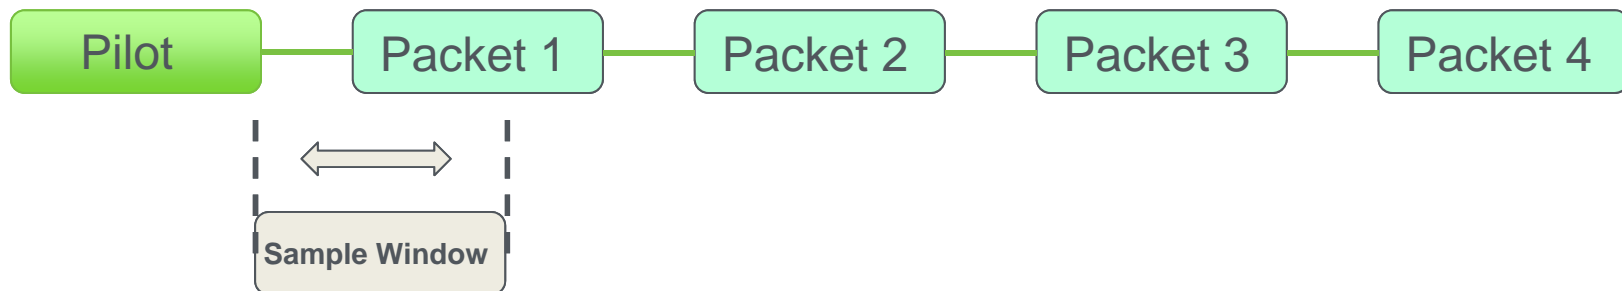 Pilot
Packet 1
Packet 2
Packet 3
Packet 4
Sample Window